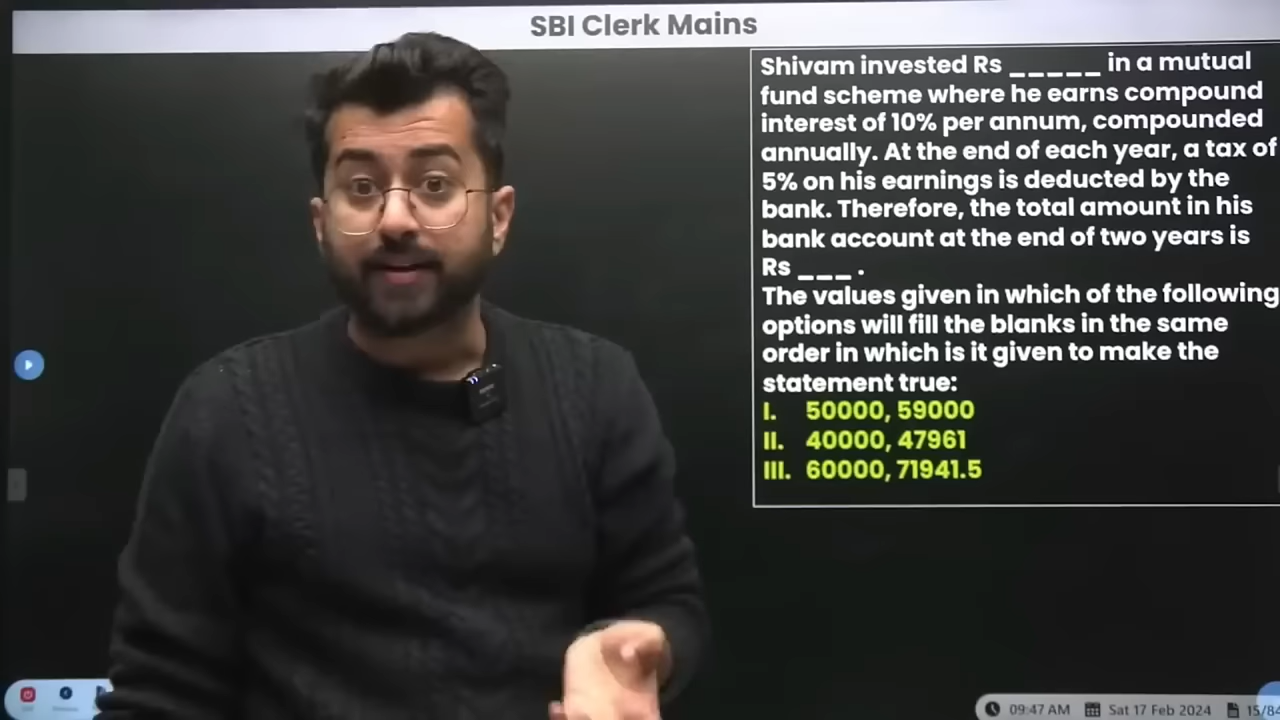 SBI Clerk Mains
Shivam invested Rs _____ in a mutual
fund scheme where he earns compound
interest of 10% per annum, compounded
annually. At the end of each year, a tax of
5% on his earnings is deducted by the
bank. Therefore, the total amount in his
bank account at the end of two years is
Rs ___.
The values given in which of the following
options will fill the blanks in the same
order in which is it given to make the
statement true:
I. 50000, 59000
II. 40000, 47961
III. 60000, 71941.5
09:47 AM Sat 17 Feb 2024 15/84